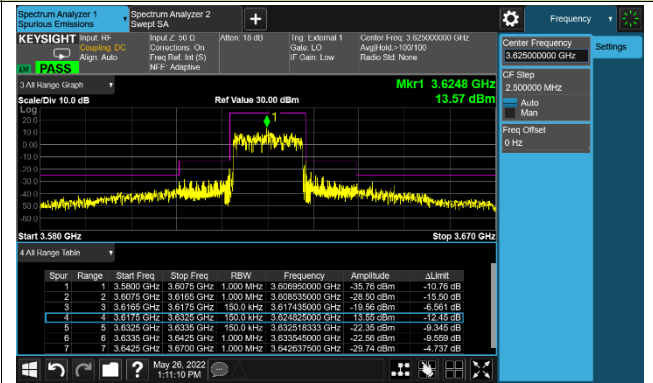 Spectrum Analyzer 1
Spurious Emissions
Spectrum Analyzer 2
Swept SA
+
Frequency
KEYSIGHT
Input: RF
Coupling: DC
Align: Auto
Input Z: 50 Ω
Corrections: On
Freq Ref: Int (S)
NFE: Adaptive
Atten: 18 dB
Trig: External 1
Gate: LO
IF Gain: Low
Center Freq: 3.625000000 GHz
Avg|Hold:>100/100
Radio Std: None
PASS
Center Frequency
3.625000000 GHz
Settings
CF Step
2.500000 MHz
Auto
Man
Freq Offset
0 Hz
3 All Range Graph
Mkr1 3.6248 GHz
Scale/Div 10.0 dB
Ref Value 30.00 dBm
13.57 dBm
Log
20.0
10.0
0.00
-10.0
-20.0
-30.0
-40.0
-50.0
-60.0
1
Start 3.580 GHz
Stop 3.670 GHz
4 All Range Table
Spur Range Start Freq Stop Freq RBW Frequency Amplitude ΔLimit
1 1 3.5800 GHz 3.6075 GHz 1.000 MHz 3.606950000 GHz -35.76 dBm -10.76 dB
2 2 3.6075 GHz 3.6165 GHz 1.000 MHz 3.608535000 GHz -28.50 dBm -15.50 dB
3 3 3.6165 GHz 3.6175 GHz 150.0 kHz 3.617435000 GHz -19.56 dBm -6.561 dB
4 4 3.6175 GHz 3.6325 GHz 150.0 kHz 3.624825000 GHz 13.55 dBm -12.45 dB
5 5 3.6325 GHz 3.6335 GHz 150.0 kHz 3.632518333 GHz -22.35 dBm -9.345 dB
6 6 3.6335 GHz 3.6425 GHz 1.000 MHz 3.633545000 GHz -22.56 dBm -9.559 dB
7 7 3.6425 GHz 3.6700 GHz 1.000 MHz 3.642637500 GHz -29.74 dBm -4.737 dB
?
May 26, 2022
1:11:10 PM